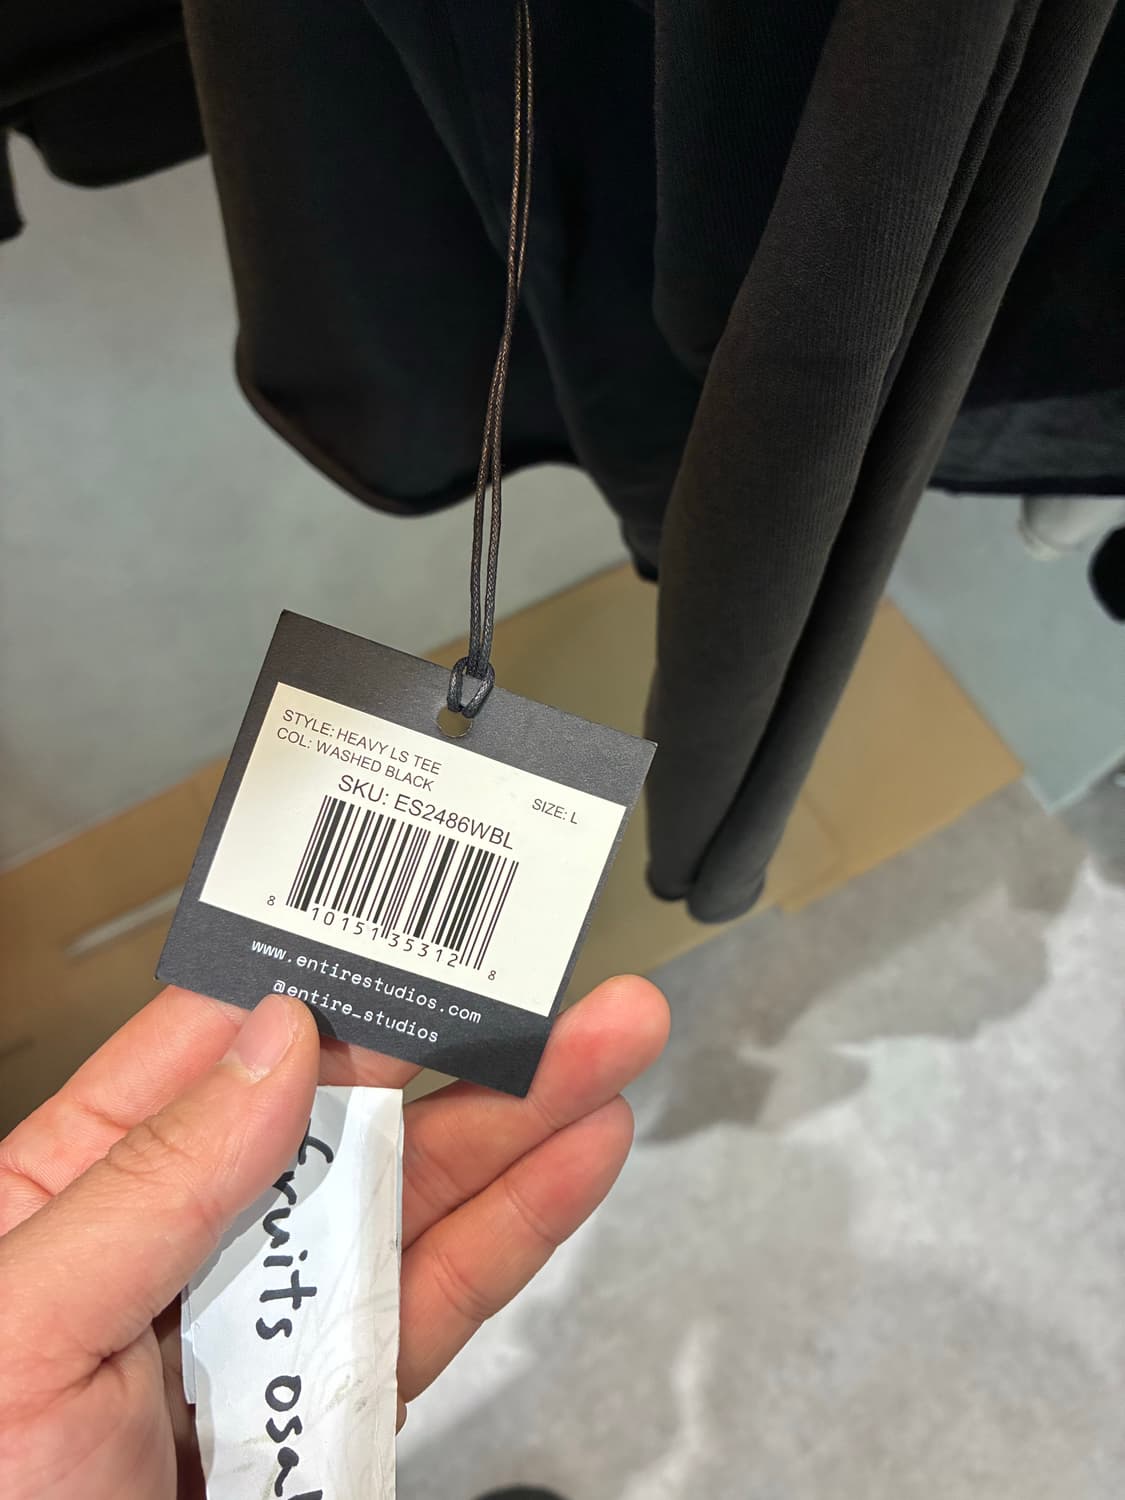 STYLE: HEAVY LS TEE
COL: WASHED BLACK
SIZE: L
SKU: ES2486WBL
8 10151 35312 8
www.entirestudios.com
@entire_studios